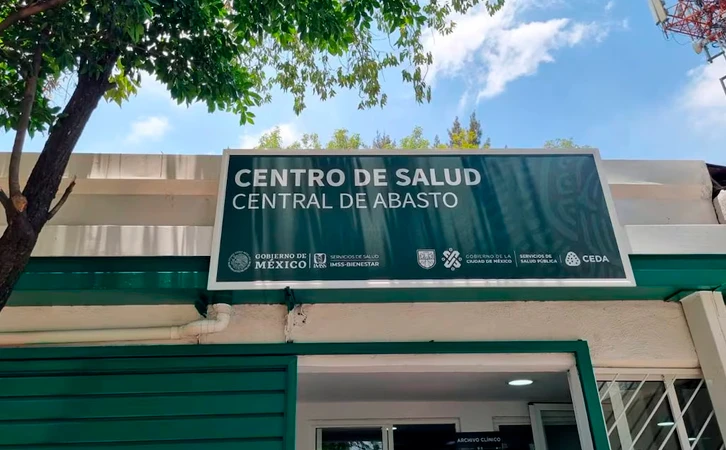 CENTRO DE SALUD
CENTRAL DE ABASTO
GOBIERNO DE
MÉXICO
IMSS
SERVICIOS DE SALUD
IMSS-BIENESTAR
GOBIERNO DE LA
CIUDAD DE MÉXICO
SERVICIOS DE
SALUD PÚBLICA
CEDA
ARCHIVO CLÍNICO